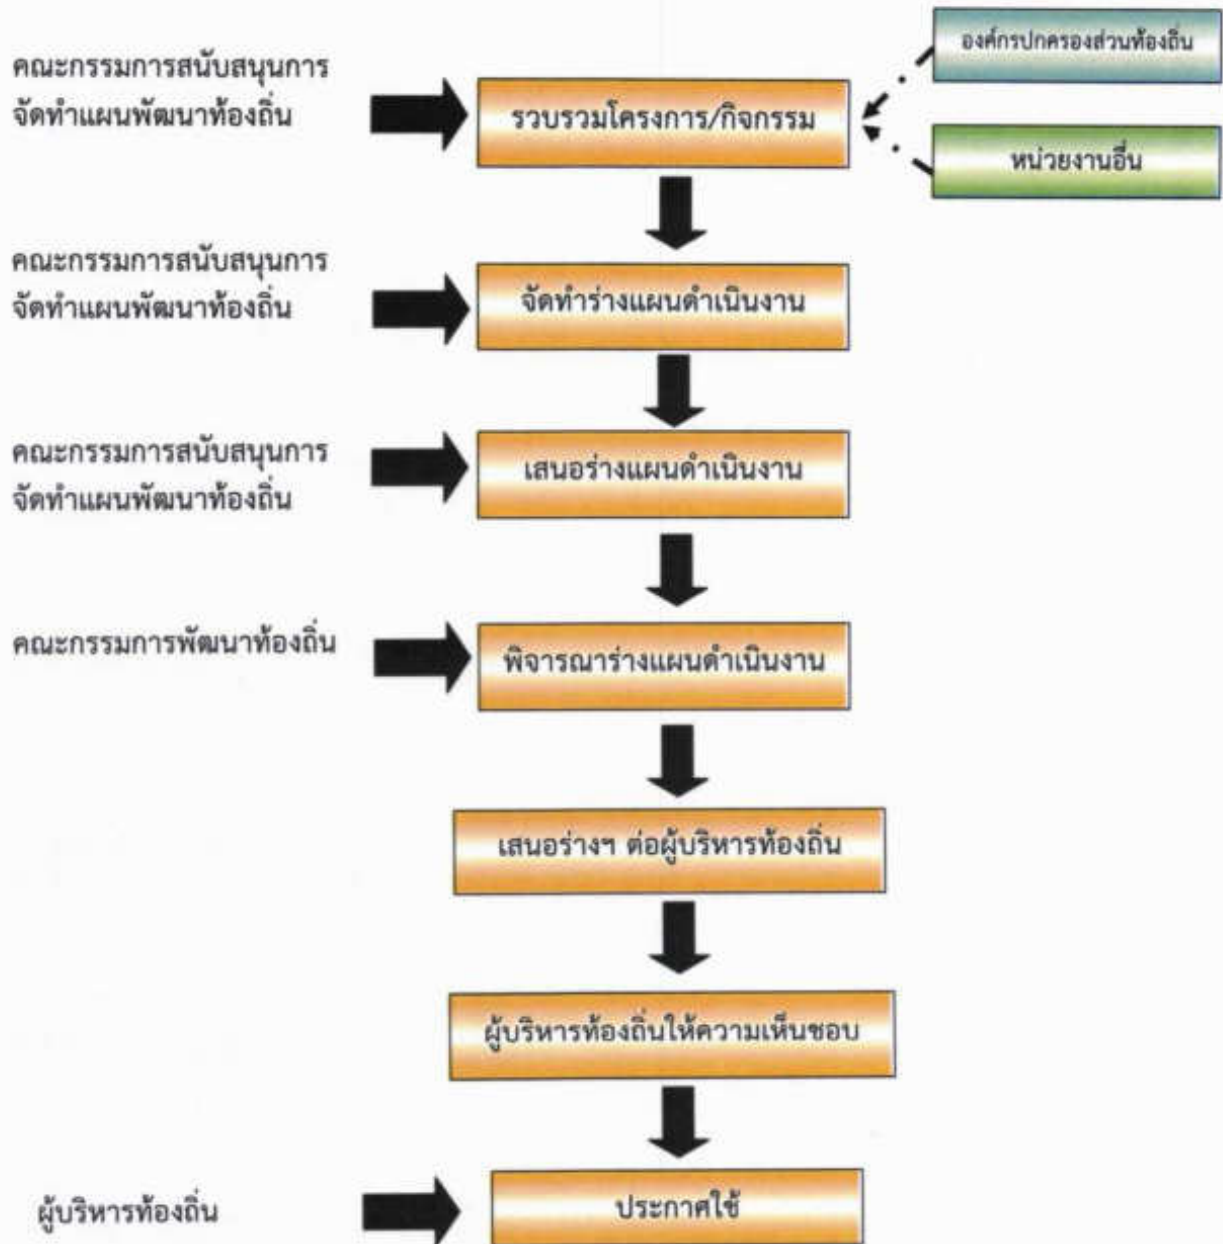 องค์กรปกครองส่วนท้องถิ่น
คณะกรรมการสนับสนุนการ
จัดทำแผนพัฒนาท้องถิ่น
รวบรวมโครงการ/กิจกรรม
หน่วยงานอื่น
คณะกรรมการสนับสนุนการ
จัดทำแผนพัฒนาท้องถิ่น
จัดทำร่างแผนดำเนินงาน
คณะกรรมการสนับสนุนการ
จัดทำแผนพัฒนาท้องถิ่น
เสนอร่างแผนดำเนินงาน
คณะกรรมการพัฒนาท้องถิ่น
พิจารณาร่างแผนดำเนินงาน
เสนอร่างฯ ต่อผู้บริหารท้องถิ่น
ผู้บริหารท้องถิ่นให้ความเห็นชอบ
ผู้บริหารท้องถิ่น
ประกาศใช้